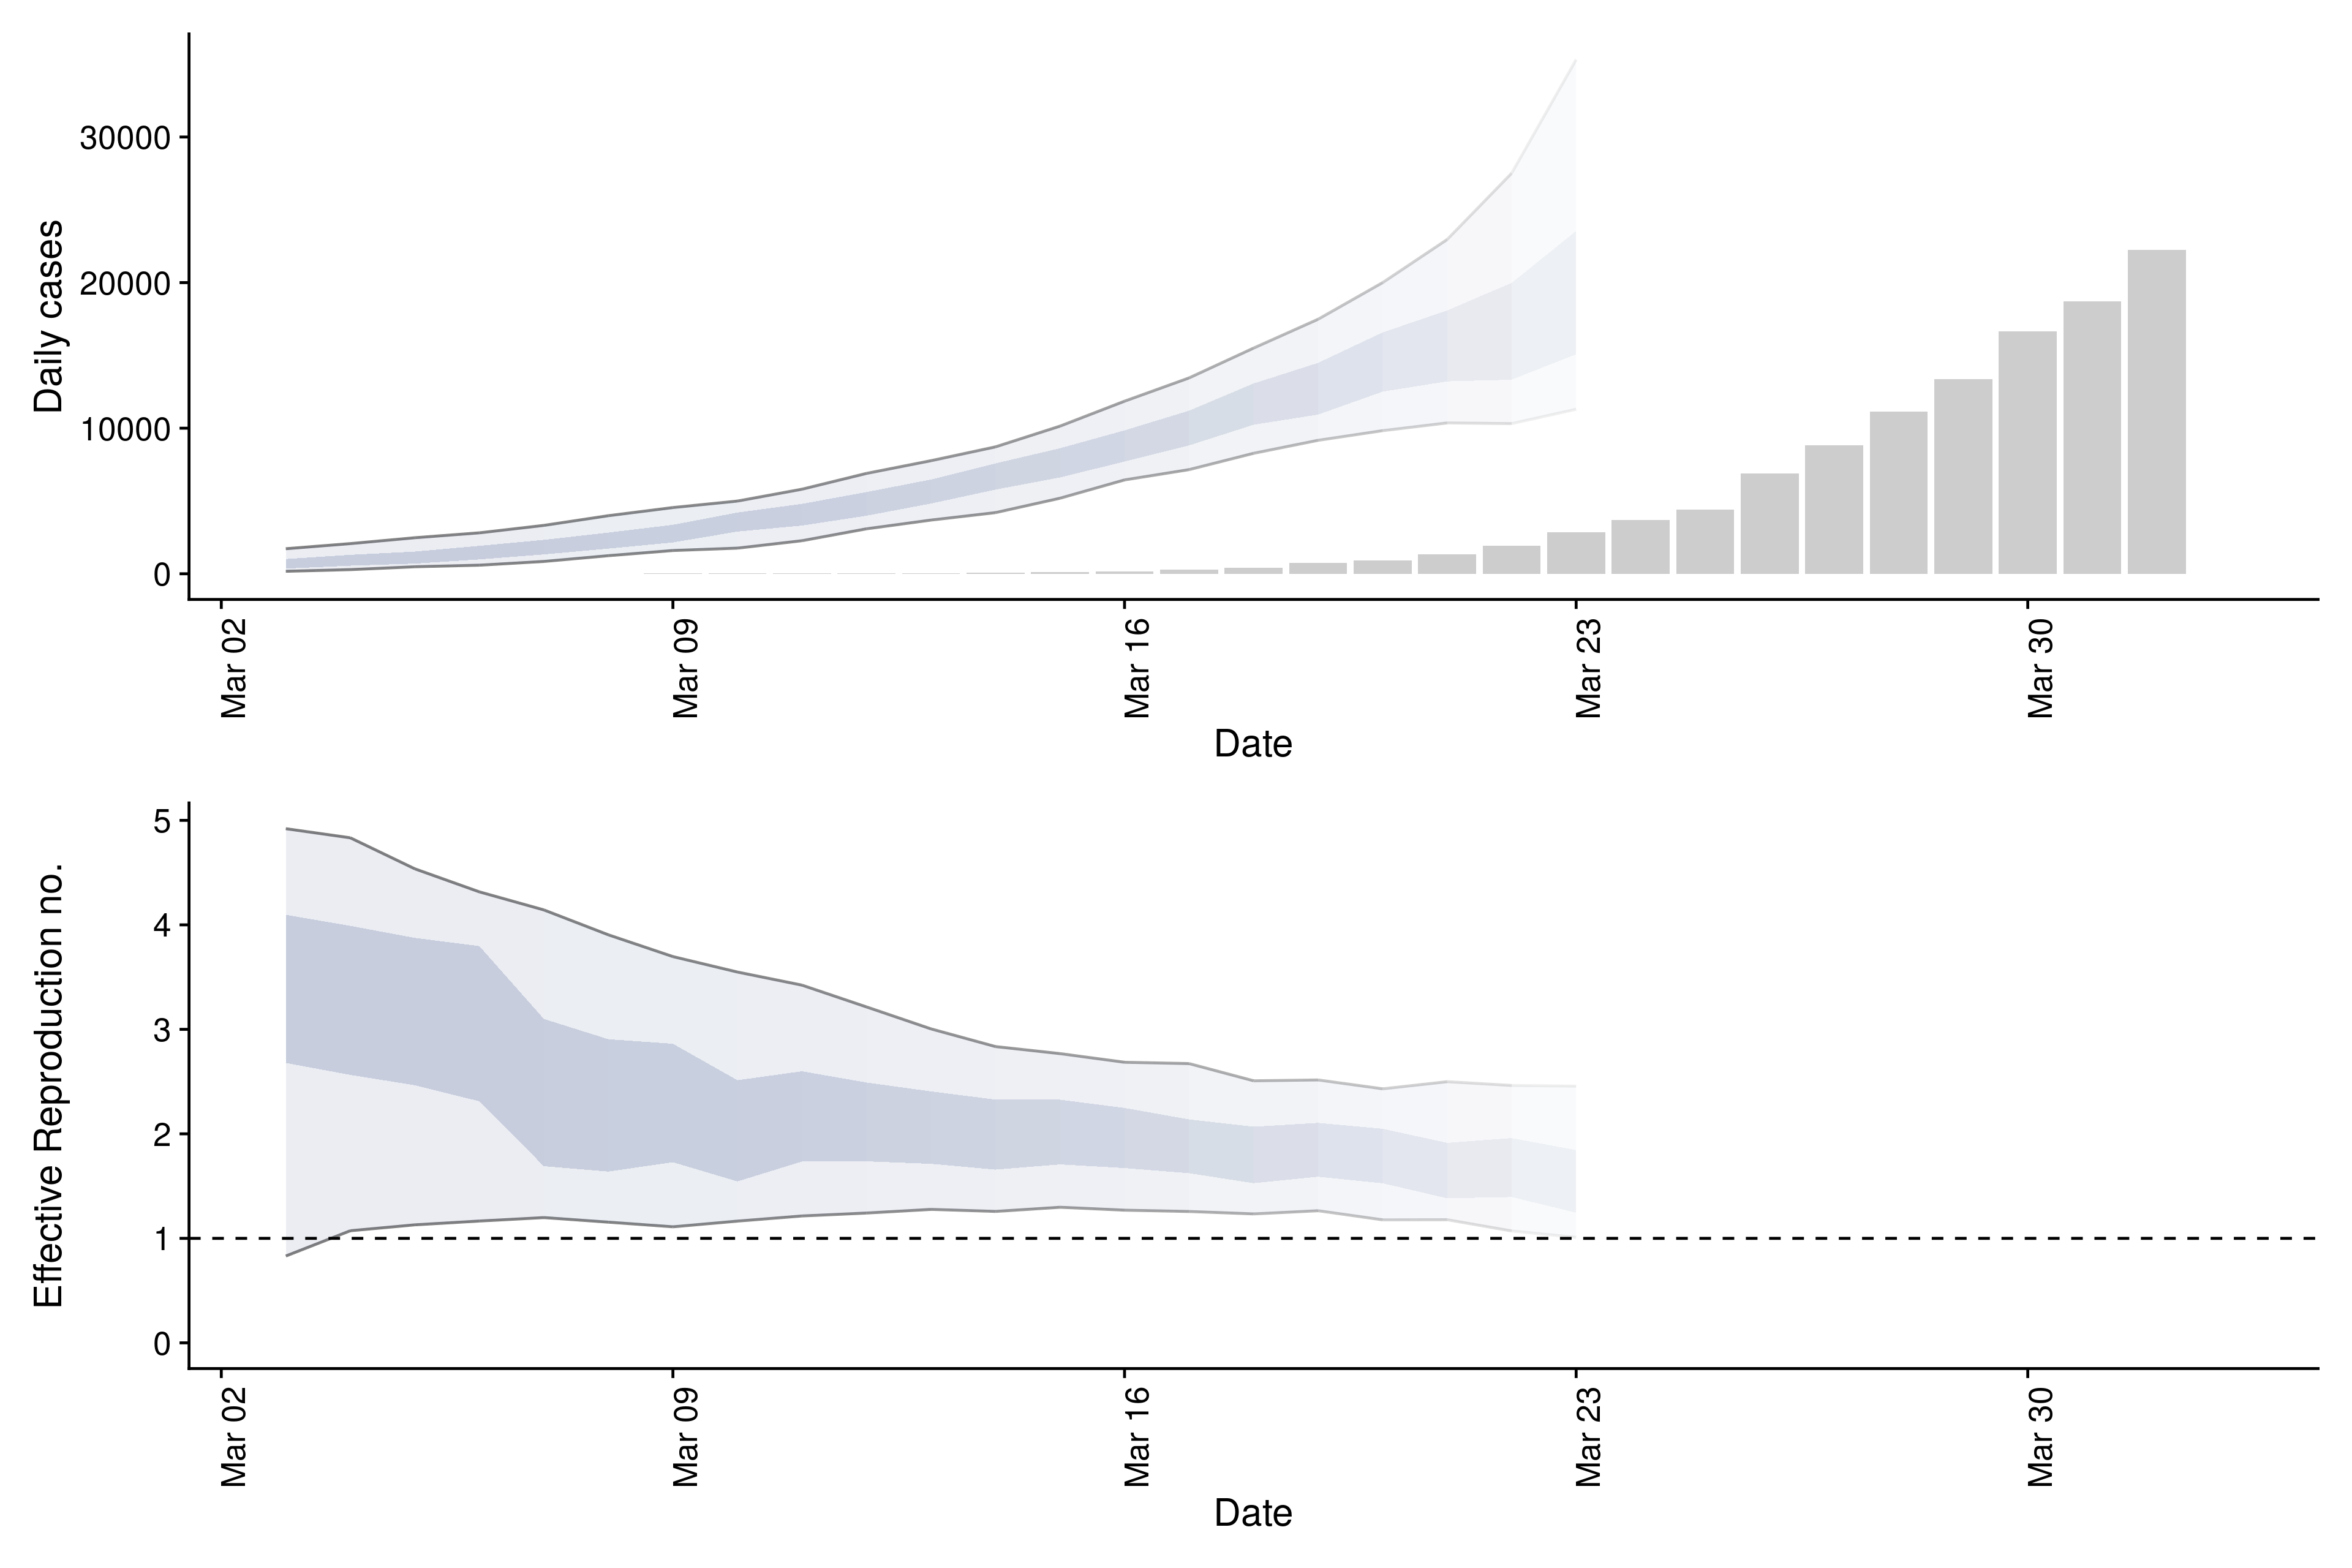 Daily cases
30000
20000
10000
0
Mar 02
Mar 09
Mar 16
Mar 23
Mar 30
Date
Effective Reproduction no.
5
4
3
2
1
0
Mar 02
Mar 09
Mar 16
Mar 23
Mar 30
Date